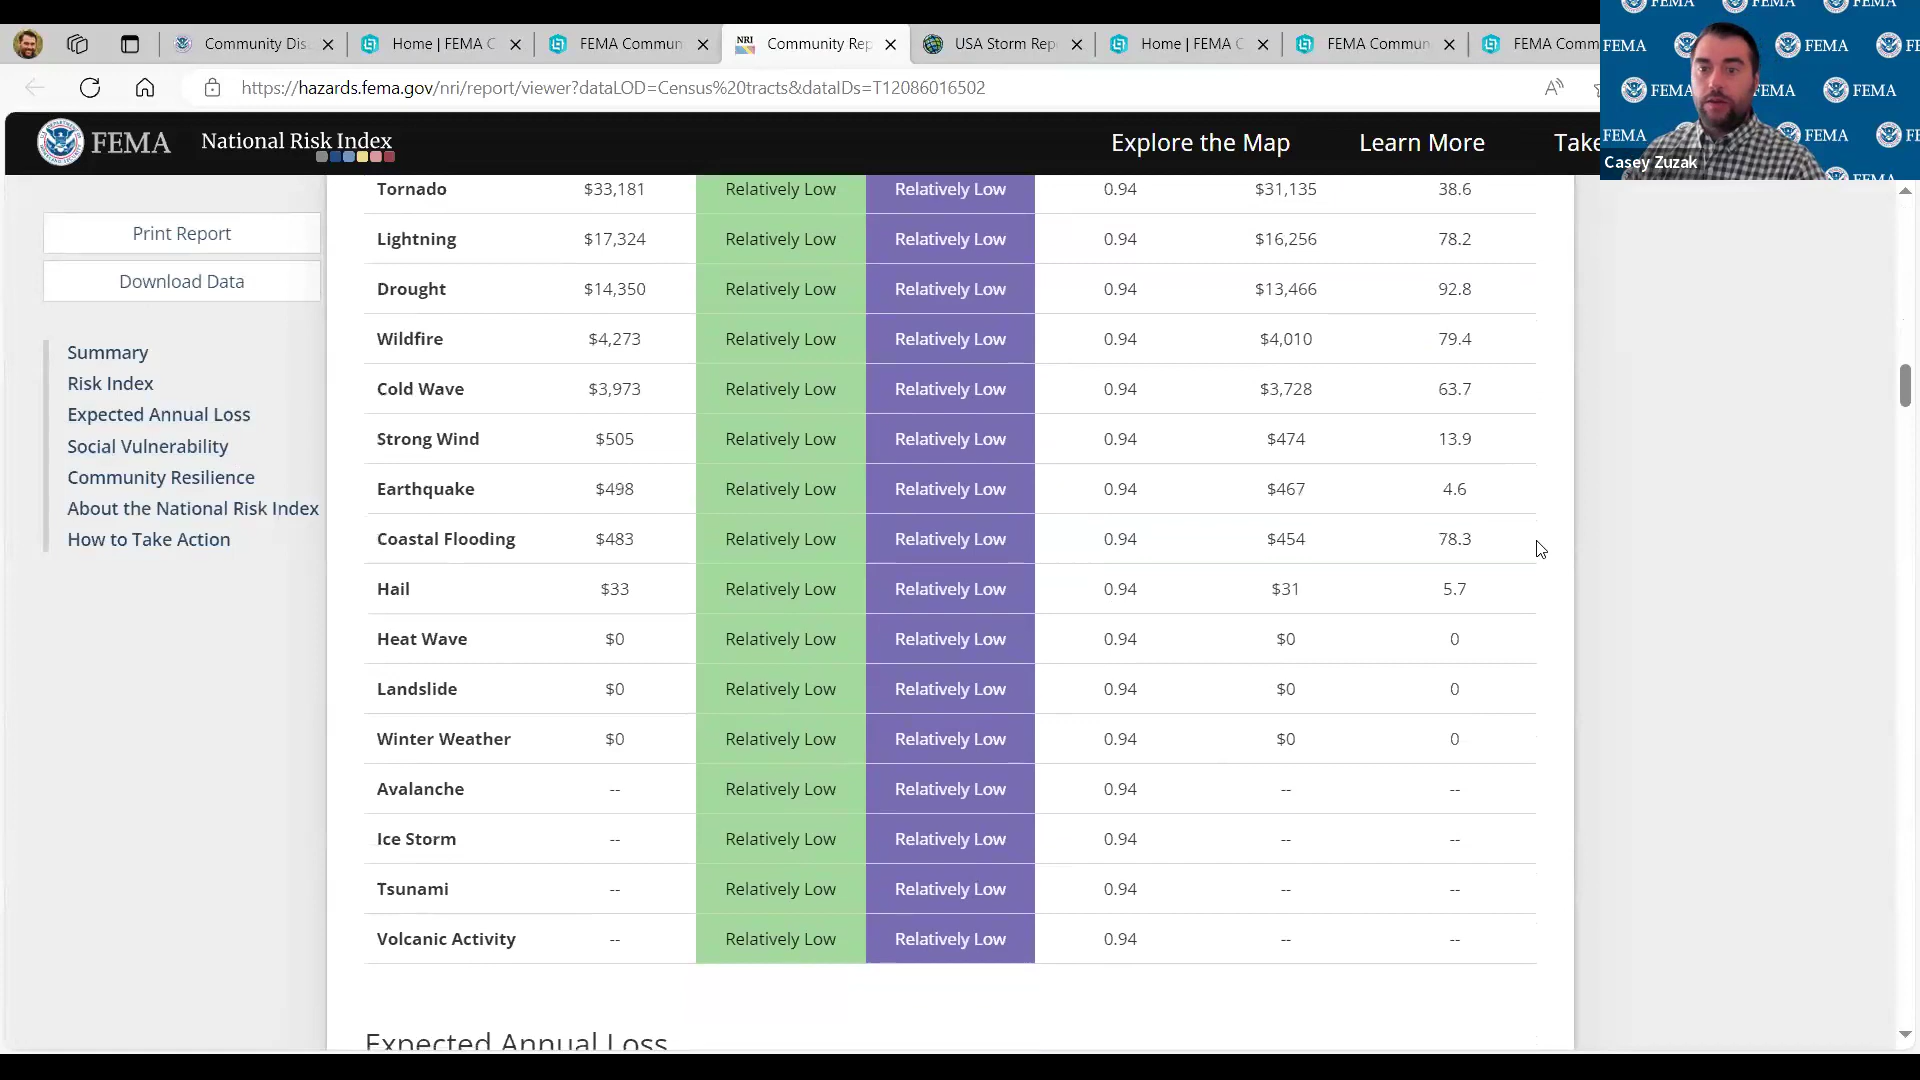 Community Dis
Home | FEMA C
FEMA Commun
NRI
Community Rep
USA Storm Rep
Home | FEMA C
FEMA Commun
FEMA Comm
https://hazards.fema.gov/nri/report/viewer?dataLOD=Census%20tracts&dataIDs=T12086016502
FEMA
National Risk Index
Explore the Map
Learn More
Take
FEMA
FEMA
FEMA
FEMA
FEMA
FEMA
FEMA
Casey Zuzak
Print Report
Download Data
Summary
Risk Index
Expected Annual Loss
Social Vulnerability
Community Resilience
About the National Risk Index
How to Take Action
Tornado $33,181 Relatively Low Relatively Low 0.94 $31,135 38.6
Lightning $17,324 Relatively Low Relatively Low 0.94 $16,256 78.2
Drought $14,350 Relatively Low Relatively Low 0.94 $13,466 92.8
Wildfire $4,273 Relatively Low Relatively Low 0.94 $4,010 79.4
Cold Wave $3,973 Relatively Low Relatively Low 0.94 $3,728 63.7
Strong Wind $505 Relatively Low Relatively Low 0.94 $474 13.9
Earthquake $498 Relatively Low Relatively Low 0.94 $467 4.6
Coastal Flooding $483 Relatively Low Relatively Low 0.94 $454 78.3
Hail $33 Relatively Low Relatively Low 0.94 $31 5.7
Heat Wave $0 Relatively Low Relatively Low 0.94 $0 0
Landslide $0 Relatively Low Relatively Low 0.94 $0 0
Winter Weather $0 Relatively Low Relatively Low 0.94 $0 0
Avalanche -- Relatively Low Relatively Low 0.94 -- --
Ice Storm -- Relatively Low Relatively Low 0.94 -- --
Tsunami -- Relatively Low Relatively Low 0.94 -- --
Volcanic Activity -- Relatively Low Relatively Low 0.94 -- --
Expected Annual Loss